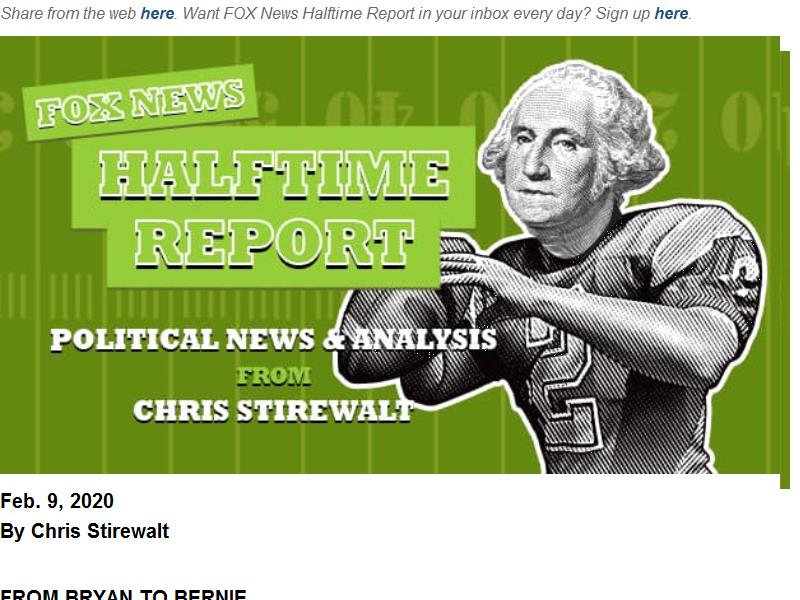 Share from the web here. Want FOX News Halftime Report in your inbox every day? Sign up here.
FOX NEWS
HALFTIME
REPORT
POLITICAL NEWS & ANALYSIS
FROM
CHRIS STIREWALT
Feb. 9, 2020
By Chris Stirewalt
FROM BRYAN TO BERNIE